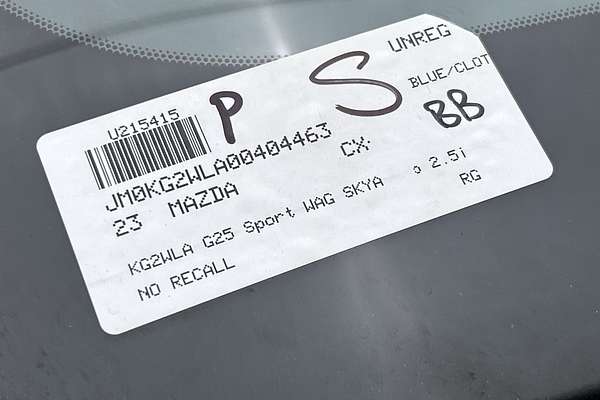 UNREG
P S
U215415
BLUE/CLOT
BB
JM0KG2WLA00404463
CX-
23 MAZDA
2.5i
KG2WLA G25 Sport WAG SKYA
RG
NO RECALL